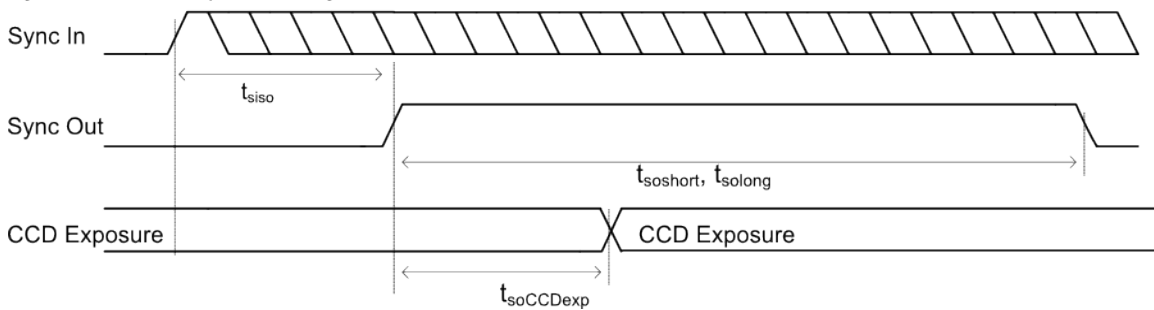 Sync In
tsiso
Sync Out
tsoshort, tsolong
CCD Exposure
CCD Exposure
tsoCCDexp